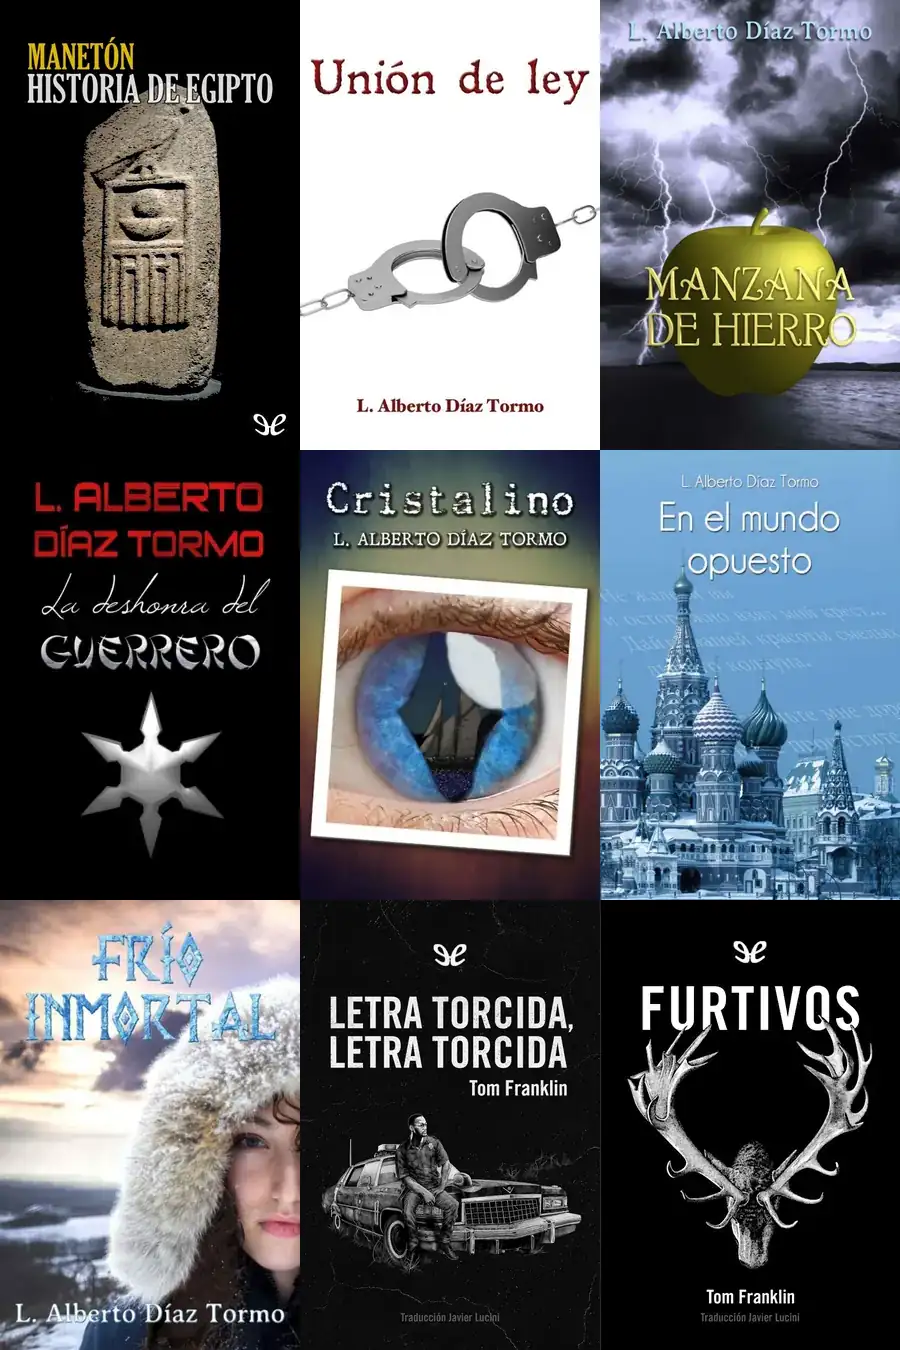 MANETÓN
HISTORIA DE EGIPTO
Unión de ley
L. Alberto Díaz Tormo
L. Alberto Díaz Tormo
MANZANA
DE HIERRO
L. ALBERTO
DÍAZ TORMO
La deshonra del
GUERRERO
Cristalino
L. ALBERTO DÍAZ TORMO
L. Alberto Díaz Tormo
En el mundo
opuesto
FRÍO
INMORTAL
L. Alberto Díaz Tormo
LETRA TORCIDA,
LETRA TORCIDA
Tom Franklin
Traducción Javier Lucini
FURTIVOS
Tom Franklin
Traducción Javier Lucini